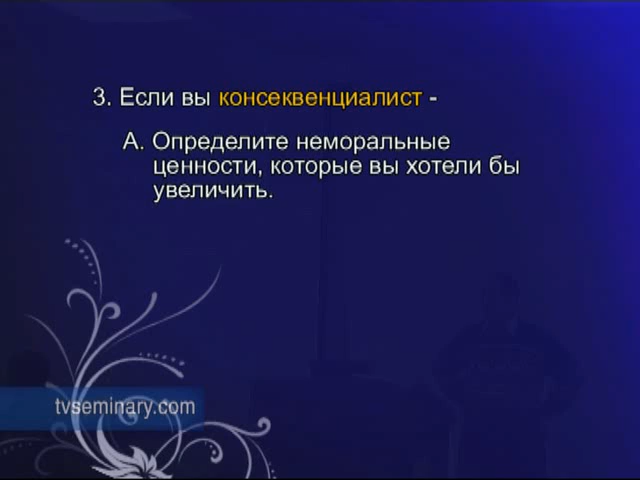 3. Если вы консеквенциалист -
А. Определите неморальные
ценности, которые вы хотели бы
увеличить.
tvseminary.com